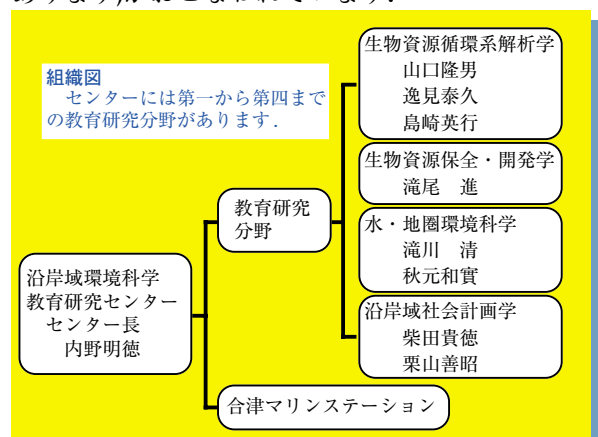 組織図
センターには第一から第四まで
の教育研究分野があります.
沿岸域環境科学
教育研究センター
センター長
内野明徳
教育研究
分野
生物資源循環系解析学
山口隆男
逸見泰久
島崎英行
生物資源保全・開発学
滝尾 進
水・地圏環境科学
滝川 清
秋元和實
沿岸域社会計画学
柴田貴徳
栗山善昭
合津マリンステーション